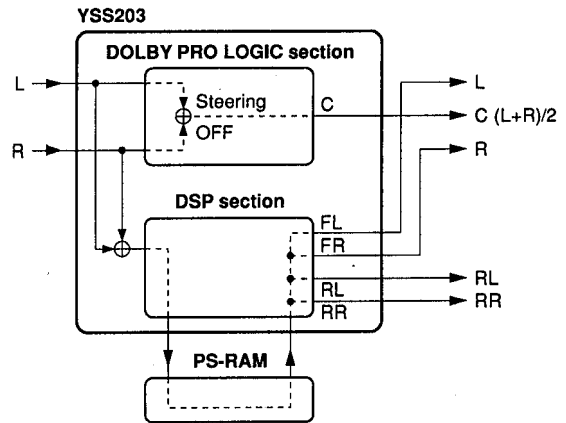 YSS203
DOLBY PRO LOGIC section
L
Steering
C
L
OFF
C (L+R)/2
R
R
DSP section
FL
FR
RL
RL
RR
RR
PS-RAM